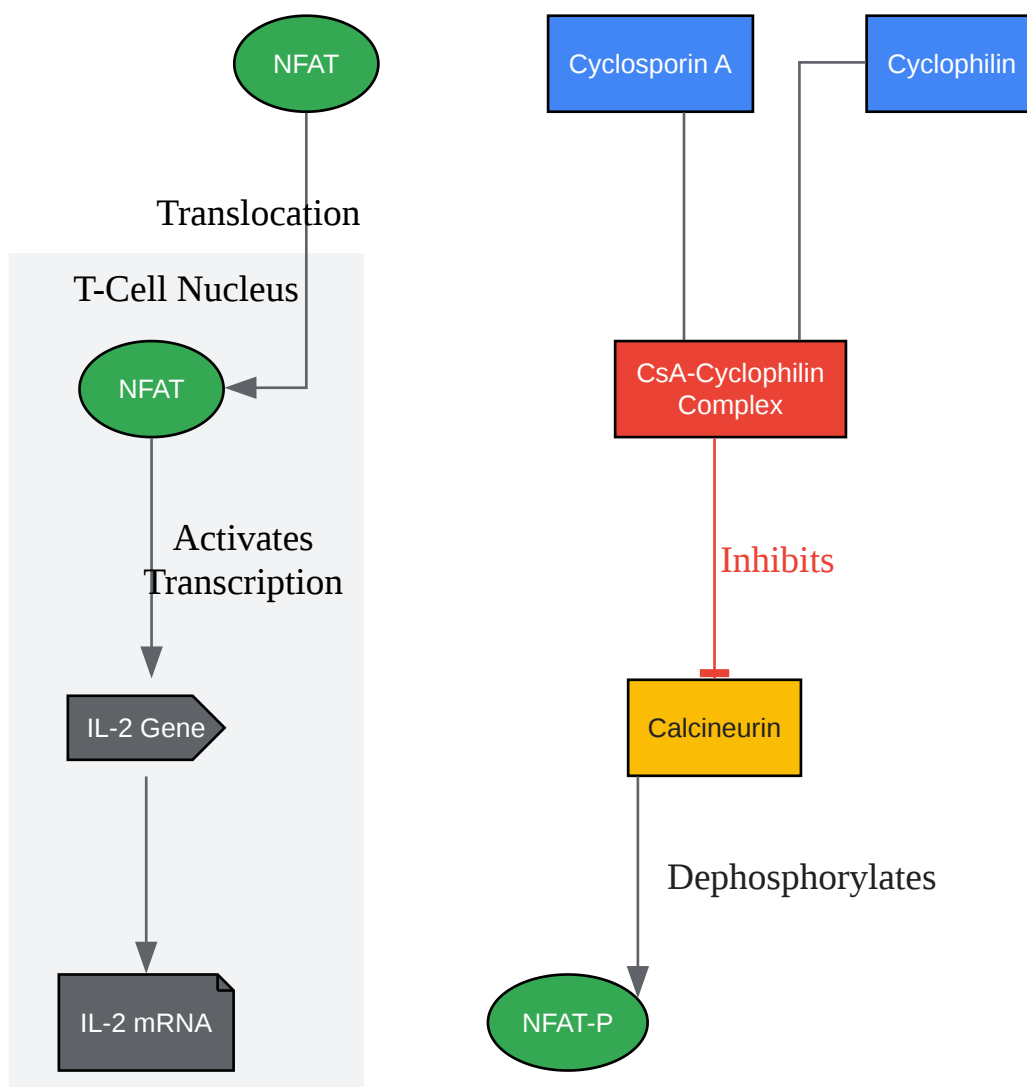 NFAT
Cyclosporin A
Cyclophilin
Translocation
T-Cell Nucleus
NFAT
CsA-Cyclophilin
Complex
Activates
Transcription
Inhibits
IL-2 Gene
Calcineurin
Dephosphorylates
IL-2 mRNA
NFAT-P